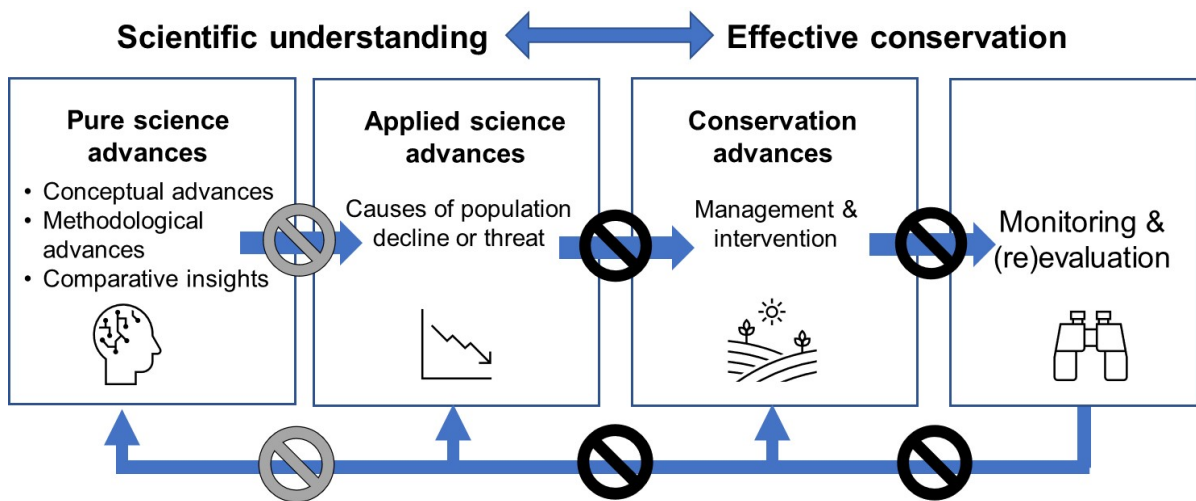 Scientific understanding
Effective conservation
Pure science
advances
• Conceptual advances
• Methodological
advances
• Comparative insights
Applied science
advances
Causes of population
decline or threat
Conservation
advances
Management &
intervention
Monitoring &
(re)evaluation